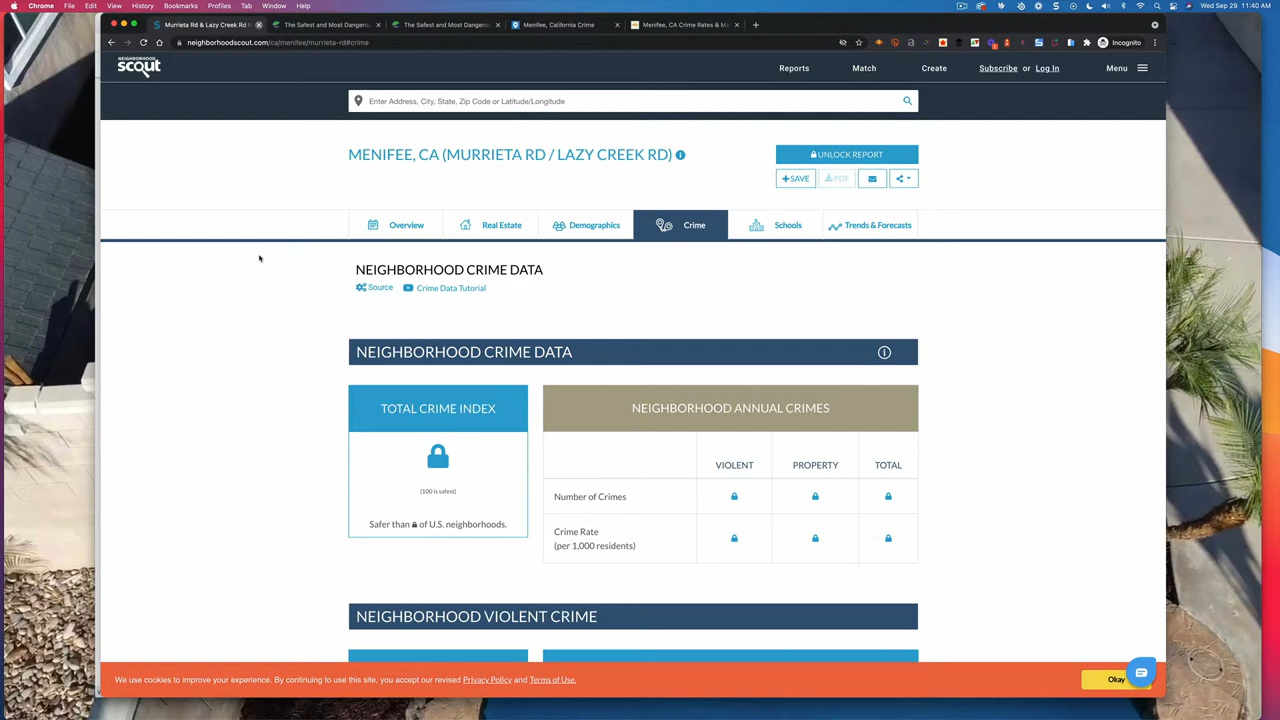 Chrome File Edit View History Bookmarks Profiles Tab Window Help
Wed Sep 29 11:40 AM
Murrieta Rd & Lazy Creek Rd
The Safest and Most Dangerous
The Safest and Most Dangerous
Menifee, California Crime
Menifee, CA Crime Rates & M
neighborhoodscout.com/ca/menifee/murrieta-rd#crime
Incognito
NEIGHBORHOOD
scout
Reports
Match
Create
Subscribe or Log In
Menu
Enter Address, City, State, Zip Code or Latitude/Longitude
MENIFEE, CA (MURRIETA RD / LAZY CREEK RD)
UNLOCK REPORT
+SAVE
PDF
Overview
Real Estate
Demographics
Crime
Schools
Trends & Forecasts
NEIGHBORHOOD CRIME DATA
Source
Crime Data Tutorial
NEIGHBORHOOD CRIME DATA
TOTAL CRIME INDEX
(100 is safest)
Safer than of U.S. neighborhoods.
NEIGHBORHOOD ANNUAL CRIMES
VIOLENT PROPERTY TOTAL
Number of Crimes
Crime Rate
(per 1,000 residents)
NEIGHBORHOOD VIOLENT CRIME
We use cookies to improve your experience. By continuing to use this site, you accept our revised Privacy Policy and Terms of Use.
Okay